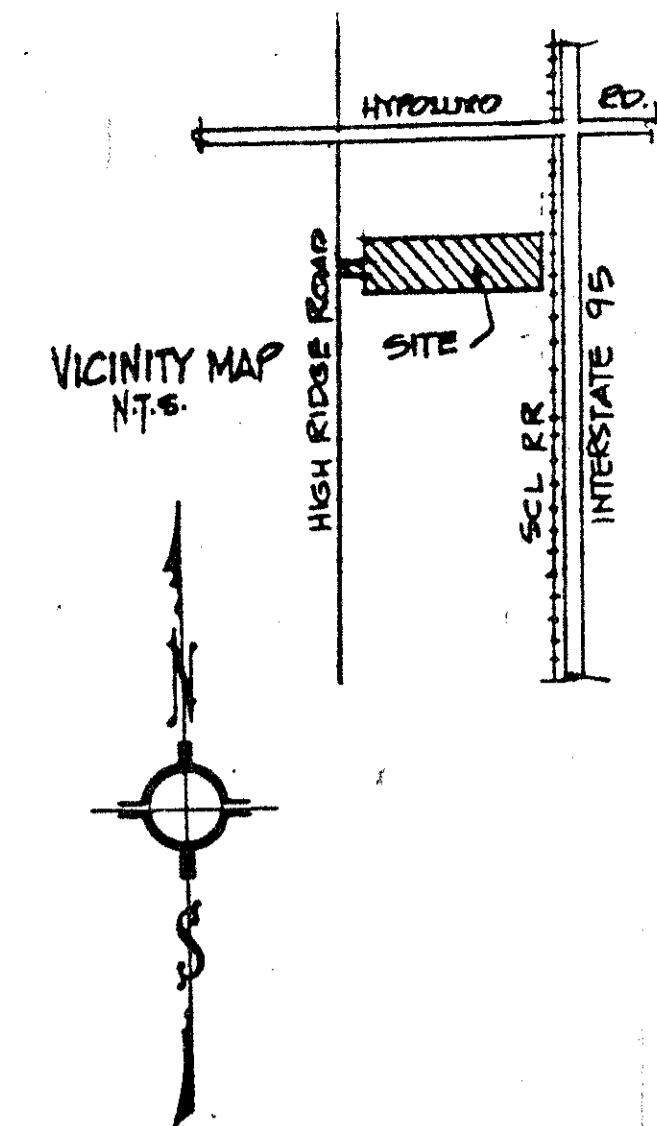 HYPOLUXO RD.
HIGH RIDGE ROAD
SITE
VICINITY MAP
N.T.S.
SCL RR
INTERSTATE 95
N
S